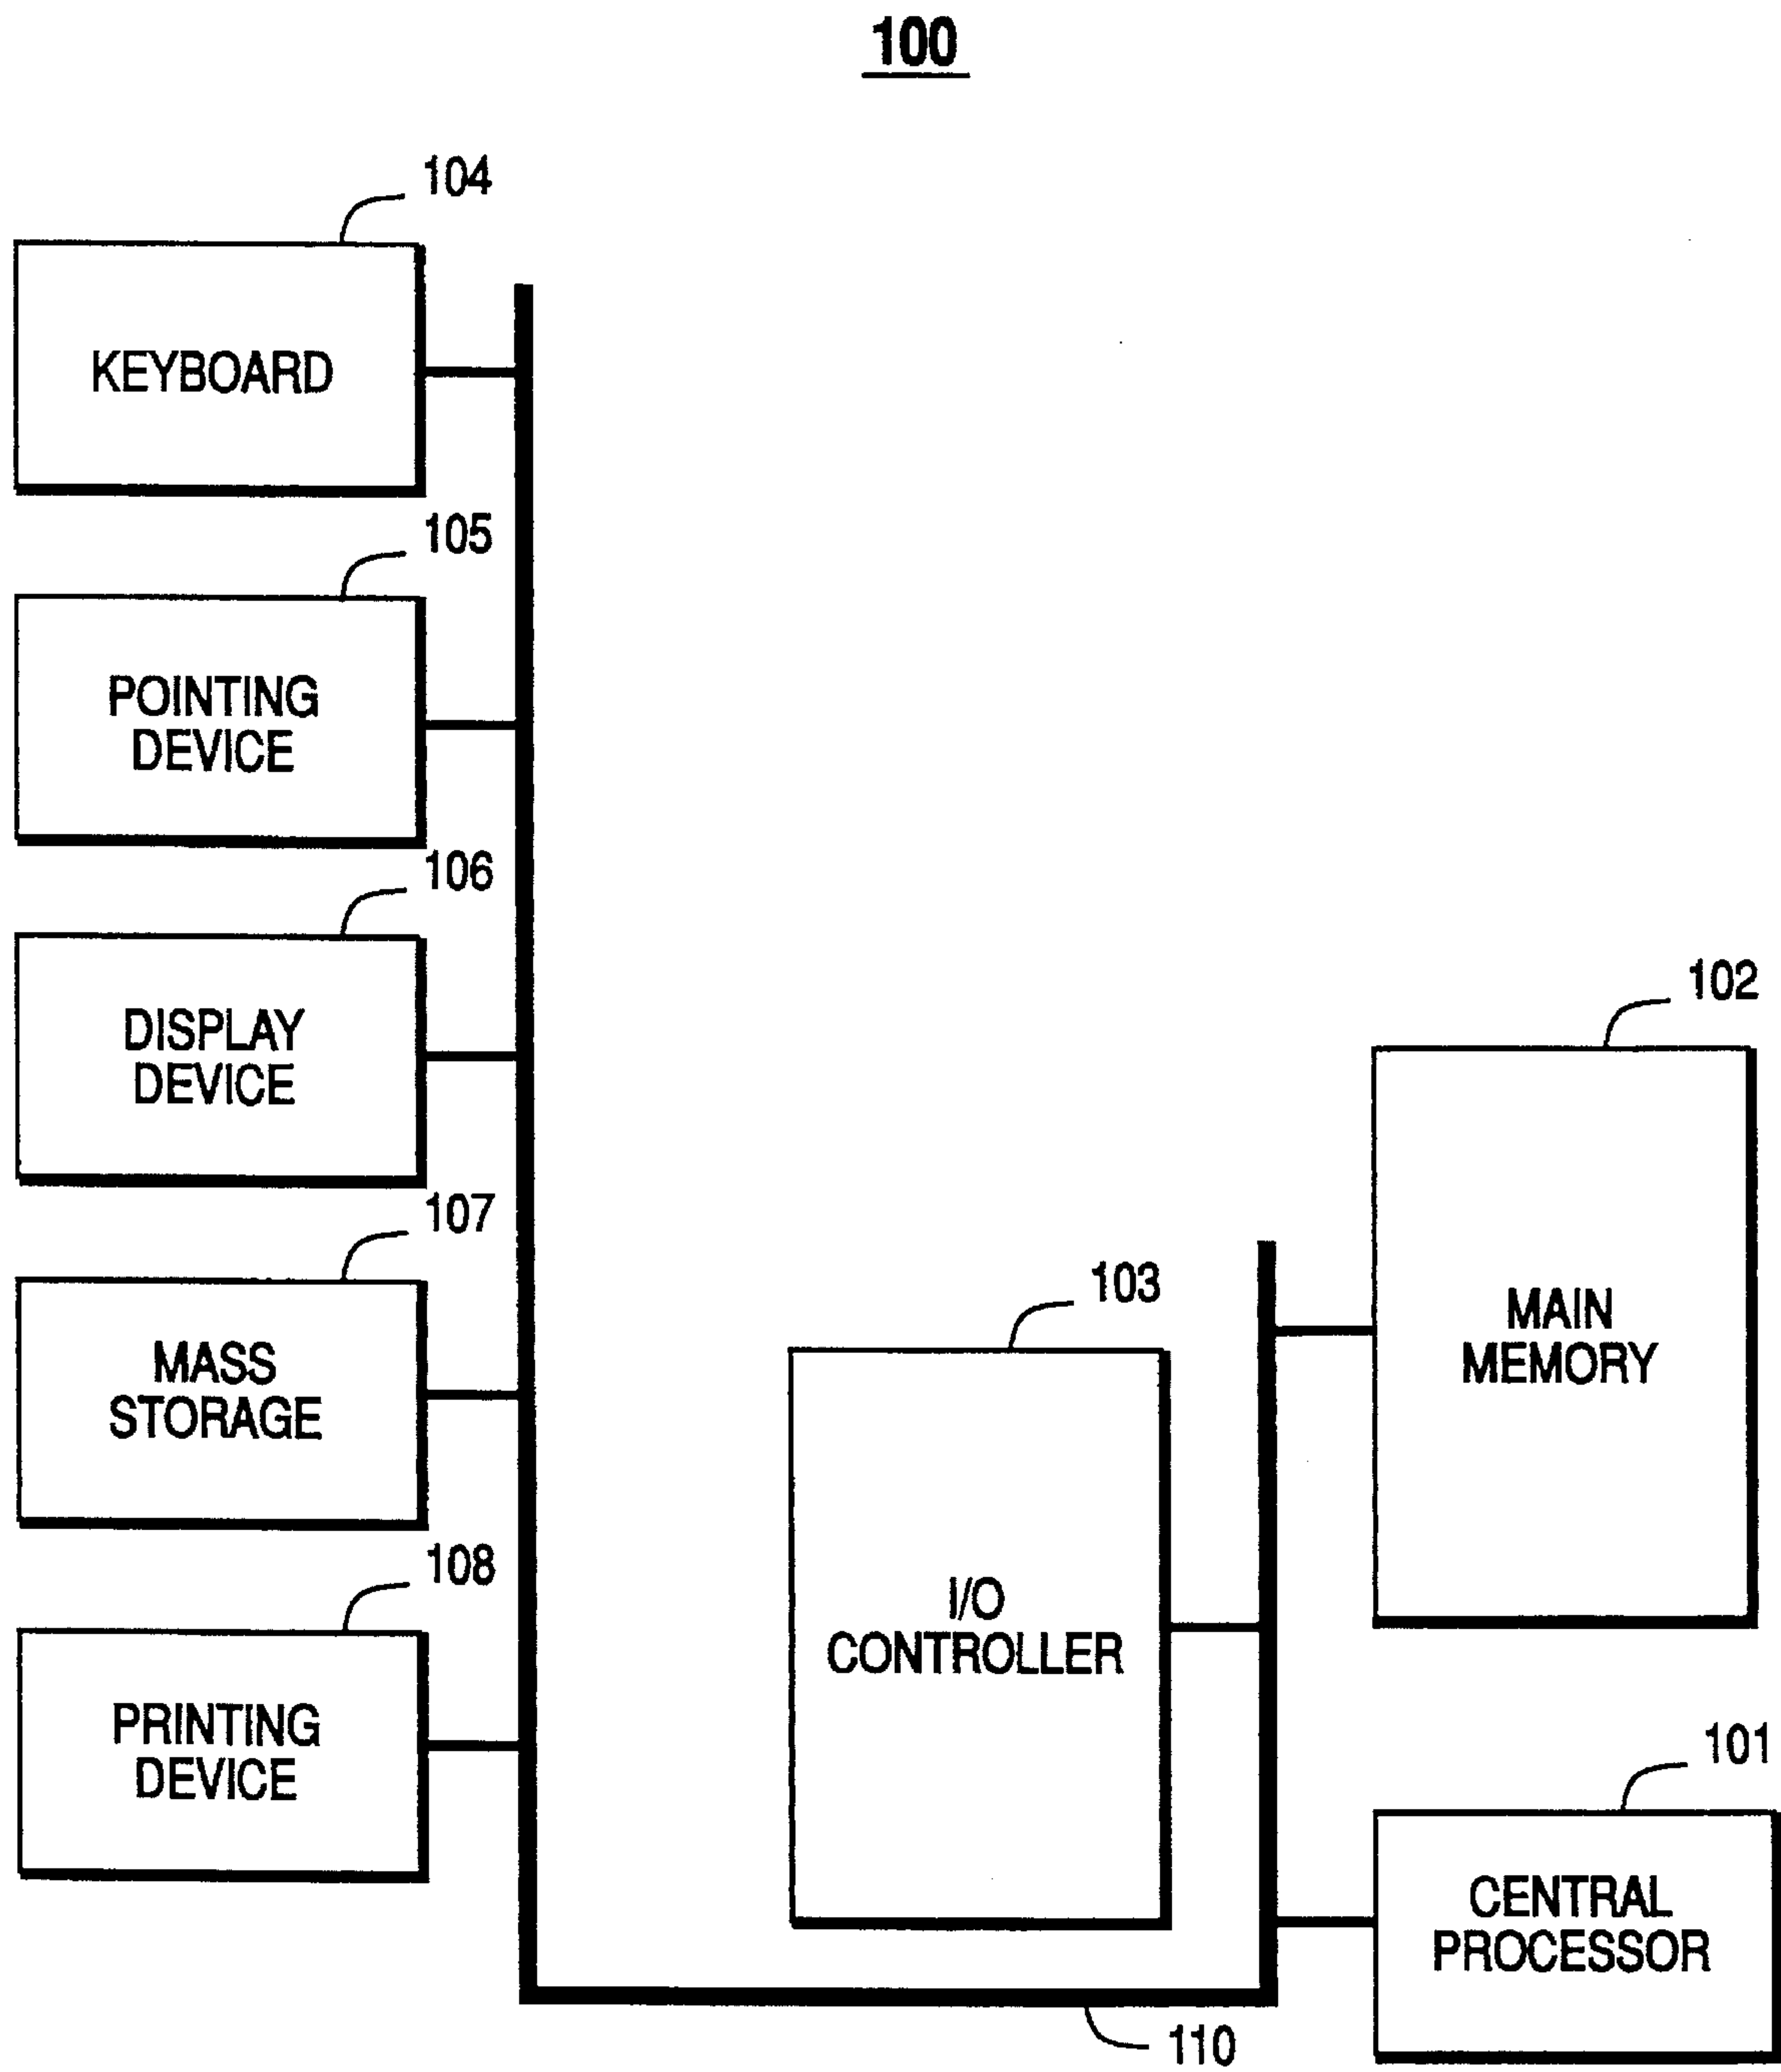 100
104
KEYBOARD
105
POINTING
DEVICE
106
DISPLAY
DEVICE
107
MASS
STORAGE
108
PRINTING
DEVICE
103
I/O
CONTROLLER
102
MAIN
MEMORY
101
CENTRAL
PROCESSOR
110